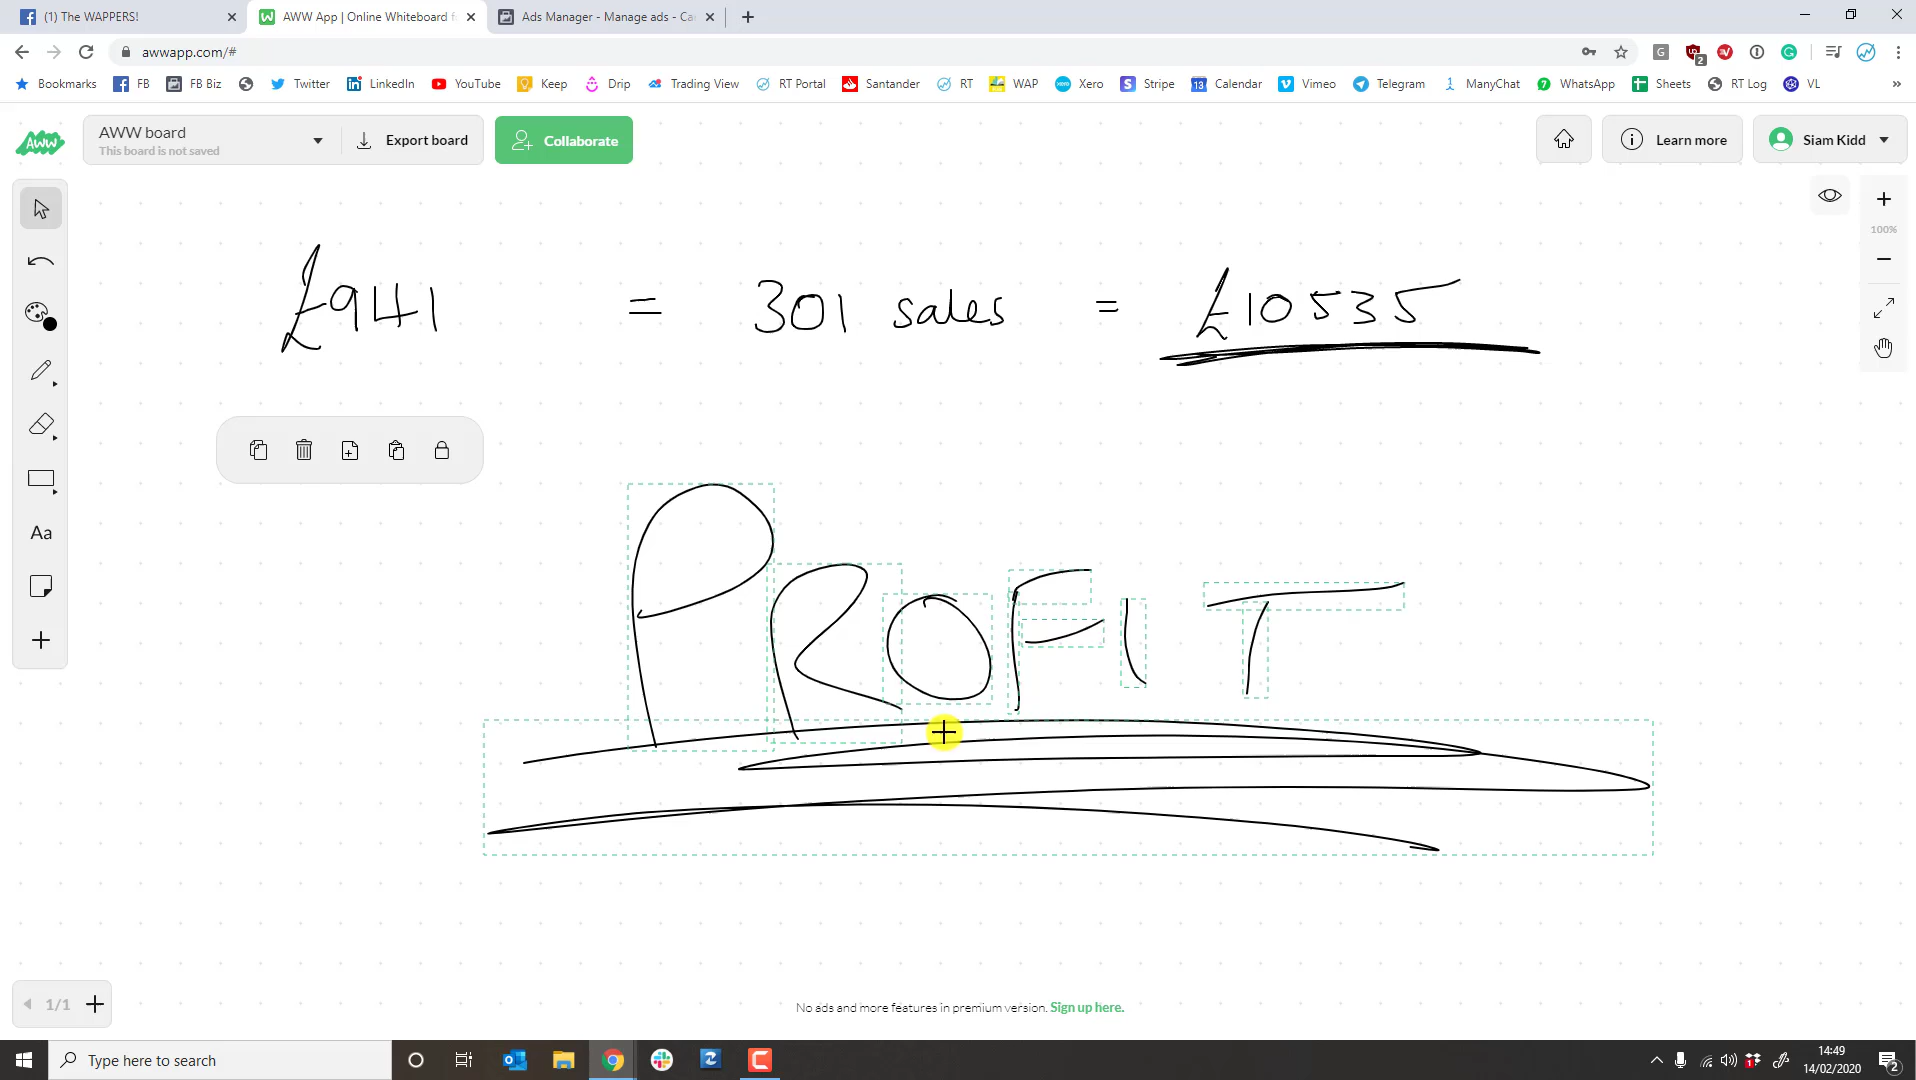 (1) The WAPPERS!
AWW App | Online Whiteboard f
Ads Manager - Manage ads - Ca
awwapp.com/#
2
Bookmarks FB FB Biz Twitter LinkedIn YouTube Keep Drip Trading View RT Portal Santander RT WAP Xero Stripe 13 Calendar Vimeo Telegram ManyChat WhatsApp Sheets RT Log VL »
AWW
AWW board
This board is not saved
Export board
Collaborate
Learn more
Siam Kidd
100%
£941 = 301 sales = £10535
Aa
PROFIT
1/1
No ads and more features in premium version. Sign up here.
Type here to search
14:49
14/02/2020
2